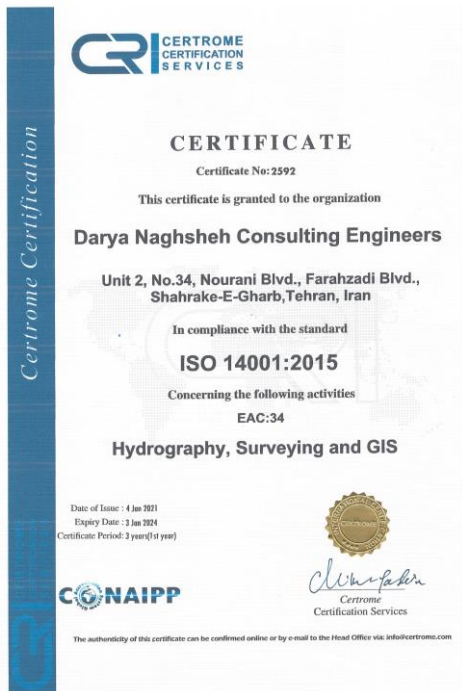 CRI
CERTROME
CERTIFICATION
SERVICES
Certrome Certification
CERTIFICATE
Certificate No: 2592
This certificate is granted to the organization
Darya Naghsheh Consulting Engineers
Unit 2, No.34, Nourani Blvd., Farahzadi Blvd.,
Shahrake-E-Gharb,Tehran, Iran
In compliance with the standard
ISO 14001:2015
Concerning the following activities
EAC:34
Hydrography, Surveying and GIS
Date of Issue : 4 Jan 2021
Expiry Date : 3 Jan 2024
Certificate Period: 3 years(1st year)
CERTROME
CONAIPP
Certrome
Certification Services
The authenticity of this certificate can be confirmed online or by e-mail to the Head Office via: info@certrome.com